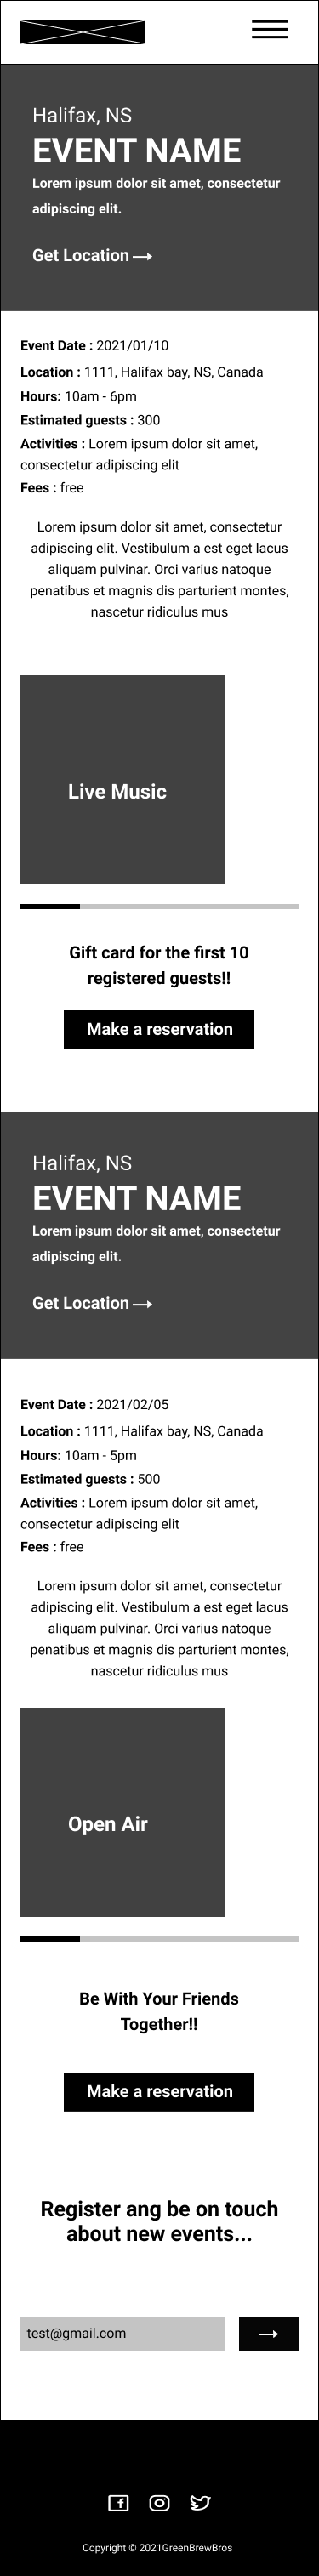 Halifax, NS
EVENT NAME
Lorem ipsum dolor sit amet, consectetur
adipiscing elit.
Get Location
Event Date : 2021/01/10
Location : 1111, Halifax bay, NS, Canada
Hours: 10am - 6pm
Estimated guests : 300
Activities : Lorem ipsum dolor sit amet,
consectetur adipiscing elit
Fees : free
Lorem ipsum dolor sit amet, consectetur
adipiscing elit. Vestibulum a est eget lacus
aliquam pulvinar. Orci varius natoque
penatibus et magnis dis parturient montes,
nascetur ridiculus mus
Live Music
Gift card for the first 10
registered guests!!
Make a reservation
Halifax, NS
EVENT NAME
Lorem ipsum dolor sit amet, consectetur
adipiscing elit.
Get Location
Event Date : 2021/02/05
Location : 1111, Halifax bay, NS, Canada
Hours: 10am - 5pm
Estimated guests : 500
Activities : Lorem ipsum dolor sit amet,
consectetur adipiscing elit
Fees : free
Lorem ipsum dolor sit amet, consectetur
adipiscing elit. Vestibulum a est eget lacus
aliquam pulvinar. Orci varius natoque
penatibus et magnis dis parturient montes,
nascetur ridiculus mus
Open Air
Be With Your Friends
Together!!
Make a reservation
Register ang be on touch
about new events...
test@gmail.com
Copyright © 2021GreenBrewBros